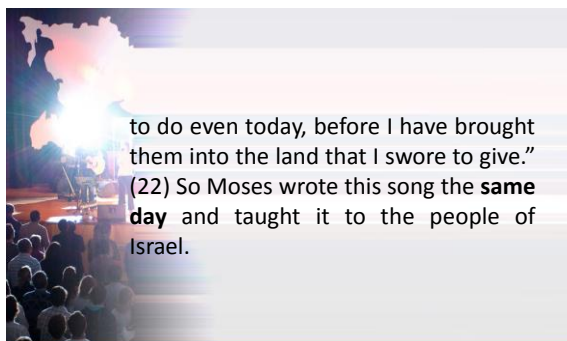 to do even today, before I have brought
them into the land that I swore to give.”
(22) So Moses wrote this song the same
day and taught it to the people of
Israel.